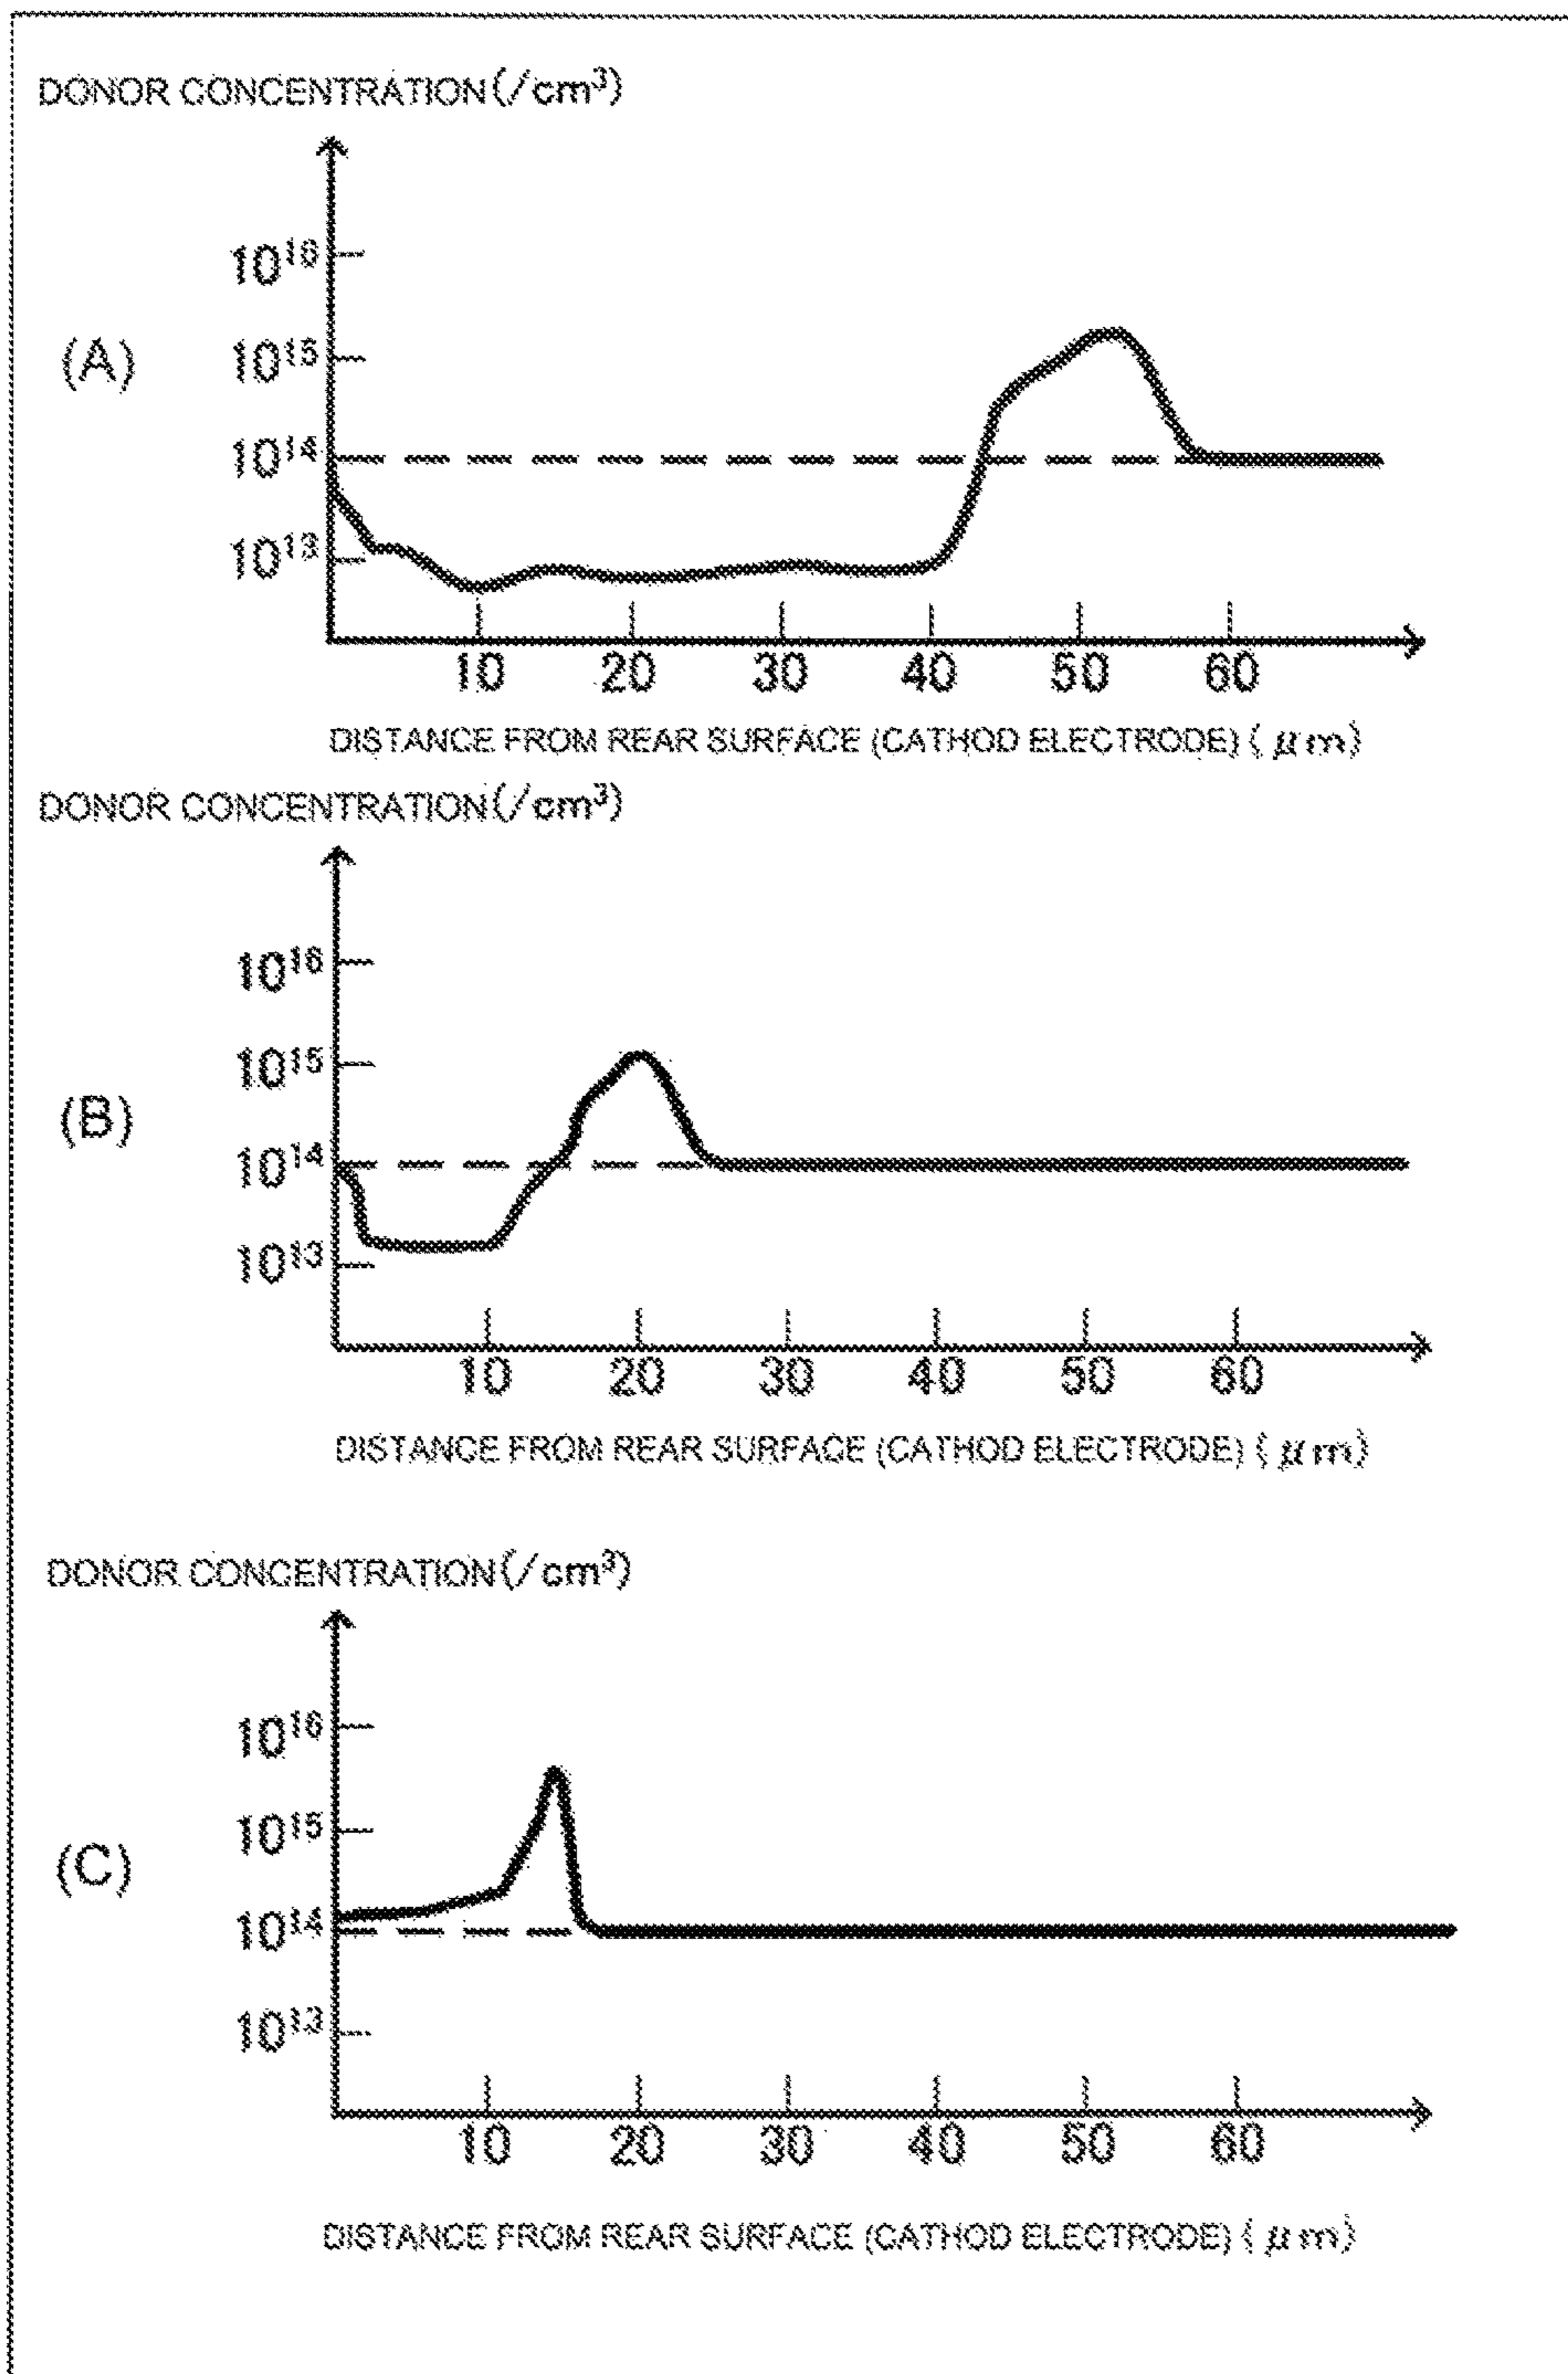 DONOR CONCENTRATION(/cm³)
10¹⁶
(A)
10¹⁵
10¹⁴
10¹³
10 20 30 40 50 60
DISTANCE FROM REAR SURFACE (CATHOD ELECTRODE) (μm)
DONOR CONCENTRATION(/cm³)
10¹⁶
10¹⁵
(B)
10¹⁴
10¹³
10 20 30 40 50 60
DISTANCE FROM REAR SURFACE (CATHOD ELECTRODE) (μm)
DONOR CONCENTRATION(/cm³)
10¹⁶
10¹⁵
(C)
10¹⁴
10¹³
10 20 30 40 50 60
DISTANCE FROM REAR SURFACE (CATHOD ELECTRODE) (μm)